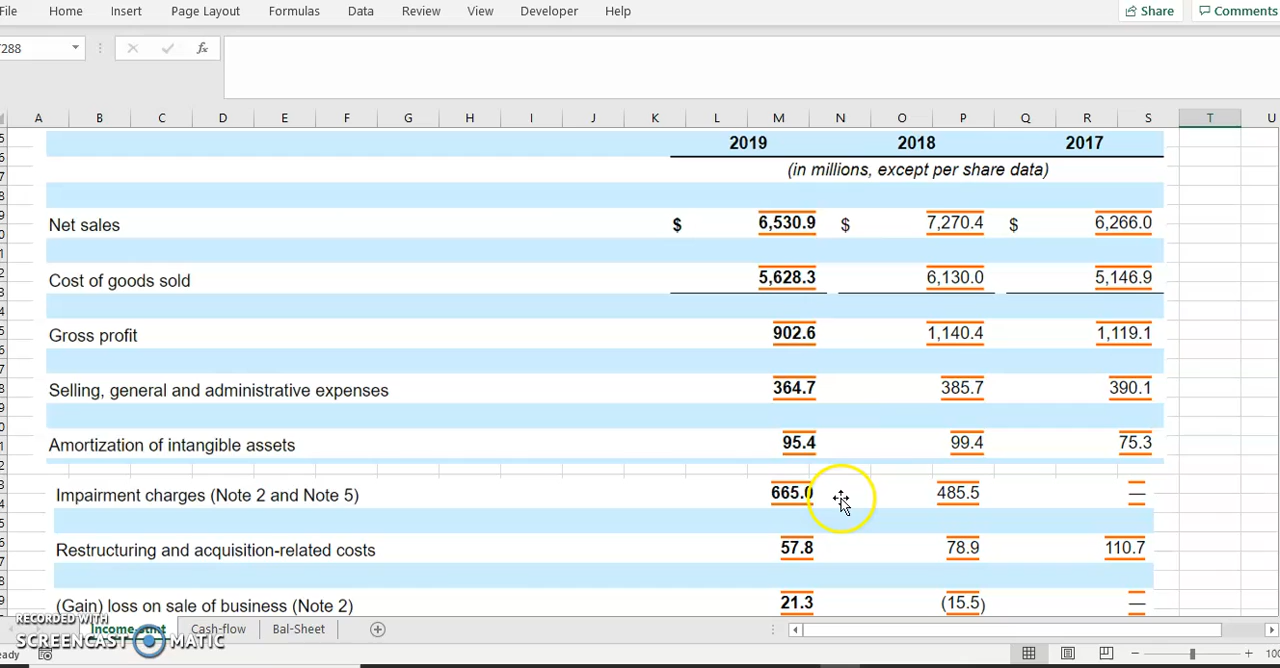 File Home Insert Page Layout Formulas Data Review View Developer Help Share Comments
288 fx
A B C D E F G H I J K L M N O P Q R S T U
2019 2018 2017
(in millions, except per share data)
Net sales $ 6,530.9 $ 7,270.4 $ 6,266.0
Cost of goods sold 5,628.3 6,130.0 5,146.9
Gross profit 902.6 1,140.4 1,119.1
Selling, general and administrative expenses 364.7 385.7 390.1
Amortization of intangible assets 95.4 99.4 75.3
Impairment charges (Note 2 and Note 5) 665.0 485.5 —
Restructuring and acquisition-related costs 57.8 78.9 110.7
(Gain) loss on sale of business (Note 2) 21.3 (15.5) —
RECORDED WITH
SCREENCAST MATIC
Income-stmt Cash-flow Bal-Sheet